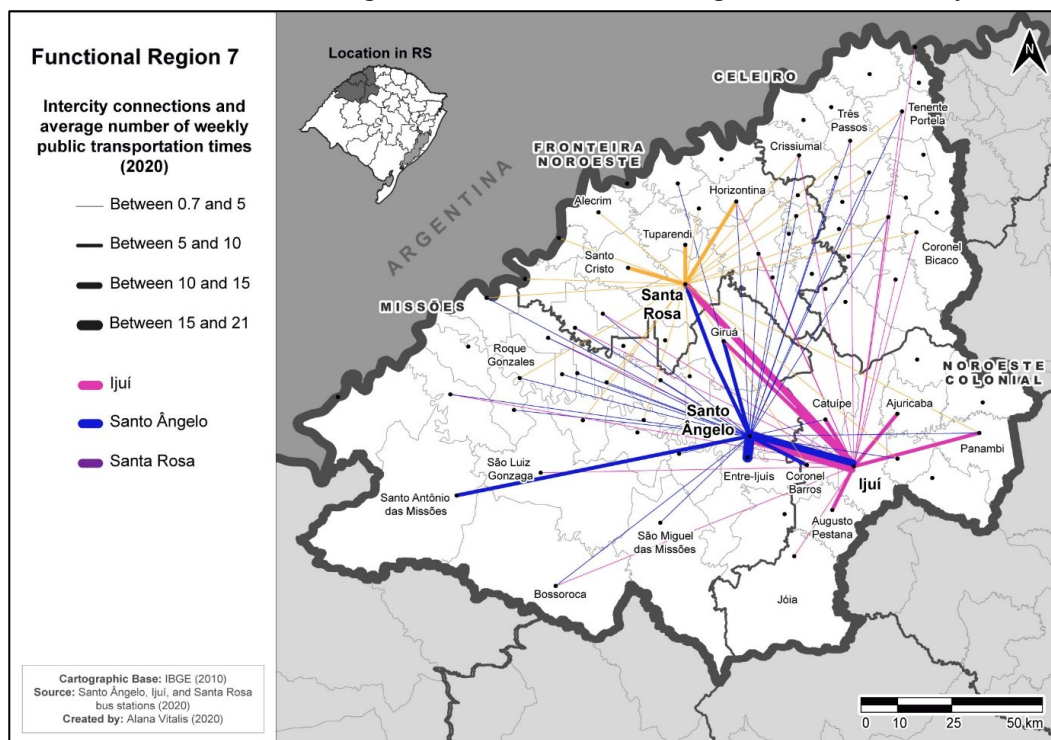 Functional Region 7
Intercity connections and
average number of weekly
public transportation times
(2020)
Between 0.7 and 5
Between 5 and 10
Between 10 and 15
Between 15 and 21
Ijuí
Santo Ângelo
Santa Rosa
Cartographic Base: IBGE (2010)
Source: Santo Ângelo, Ijuí, and Santa Rosa
bus stations (2020)
Created by: Alana Vitalis (2020)
Location in RS
N
ARGENTINA
CELEIRO
FRONTEIRA
NOROESTE
MISSÕES
NOROESTE
COLONIAL
Tenente
Portela
Três
Passos
Crissiumal
Horizontina
Alecrim
Tuparendi
Santo
Cristo
Coronel
Bicaco
Santa
Rosa
Giruá
Roque
Gonzales
Santo
Ângelo
Catuípe
Ajuricaba
Panambi
São Luiz
Gonzaga
Entre-Ijuís
Coronel
Barros
Ijuí
Santo Antônio
das Missões
Augusto
Pestana
São Miguel
das Missões
Bossoroca
Jóia
0 10 25 50 km